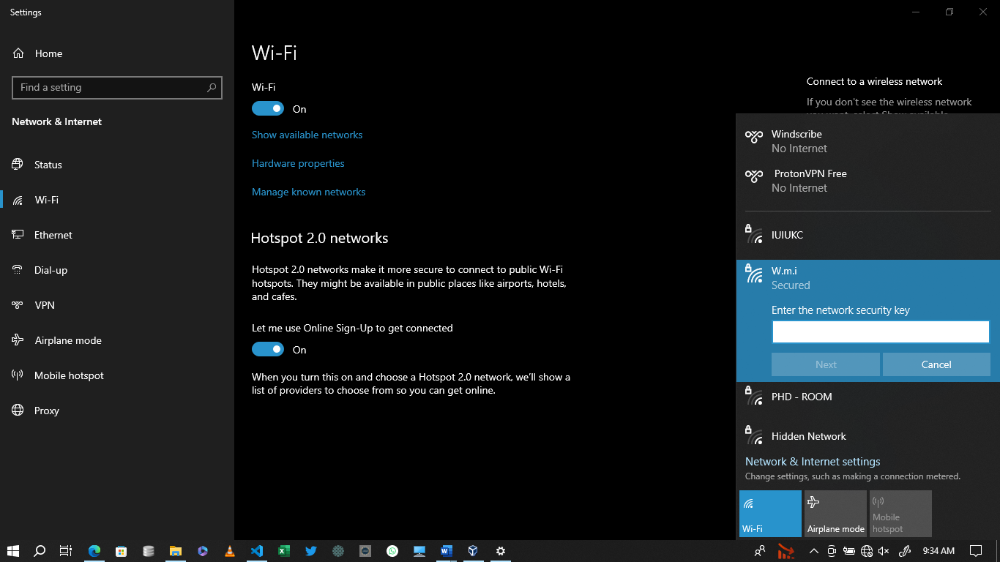 Settings
Home
Find a setting
Network & Internet
Status
Wi-Fi
Ethernet
Dial-up
VPN
Airplane mode
Mobile hotspot
Proxy
Wi-Fi
Wi-Fi
On
Show available networks
Hardware properties
Manage known networks
Hotspot 2.0 networks
Hotspot 2.0 networks make it more secure to connect to public Wi-Fi
hotspots. They might be available in public places like airports, hotels,
and cafes.
Let me use Online Sign-Up to get connected
On
When you turn this on and choose a Hotspot 2.0 network, we'll show a
list of providers to choose from so you can get online.
Connect to a wireless network
If you don't see the wireless network
you want, select Show available
Windscribe
No Internet
ProtonVPN Free
No Internet
IUIUKC
W.m.i
Secured
Enter the network security key
Next
Cancel
PHD - ROOM
Hidden Network
Network & Internet settings
Change settings, such as making a connection metered.
Wi-Fi
Airplane mode
Mobile
hotspot
9:34 AM